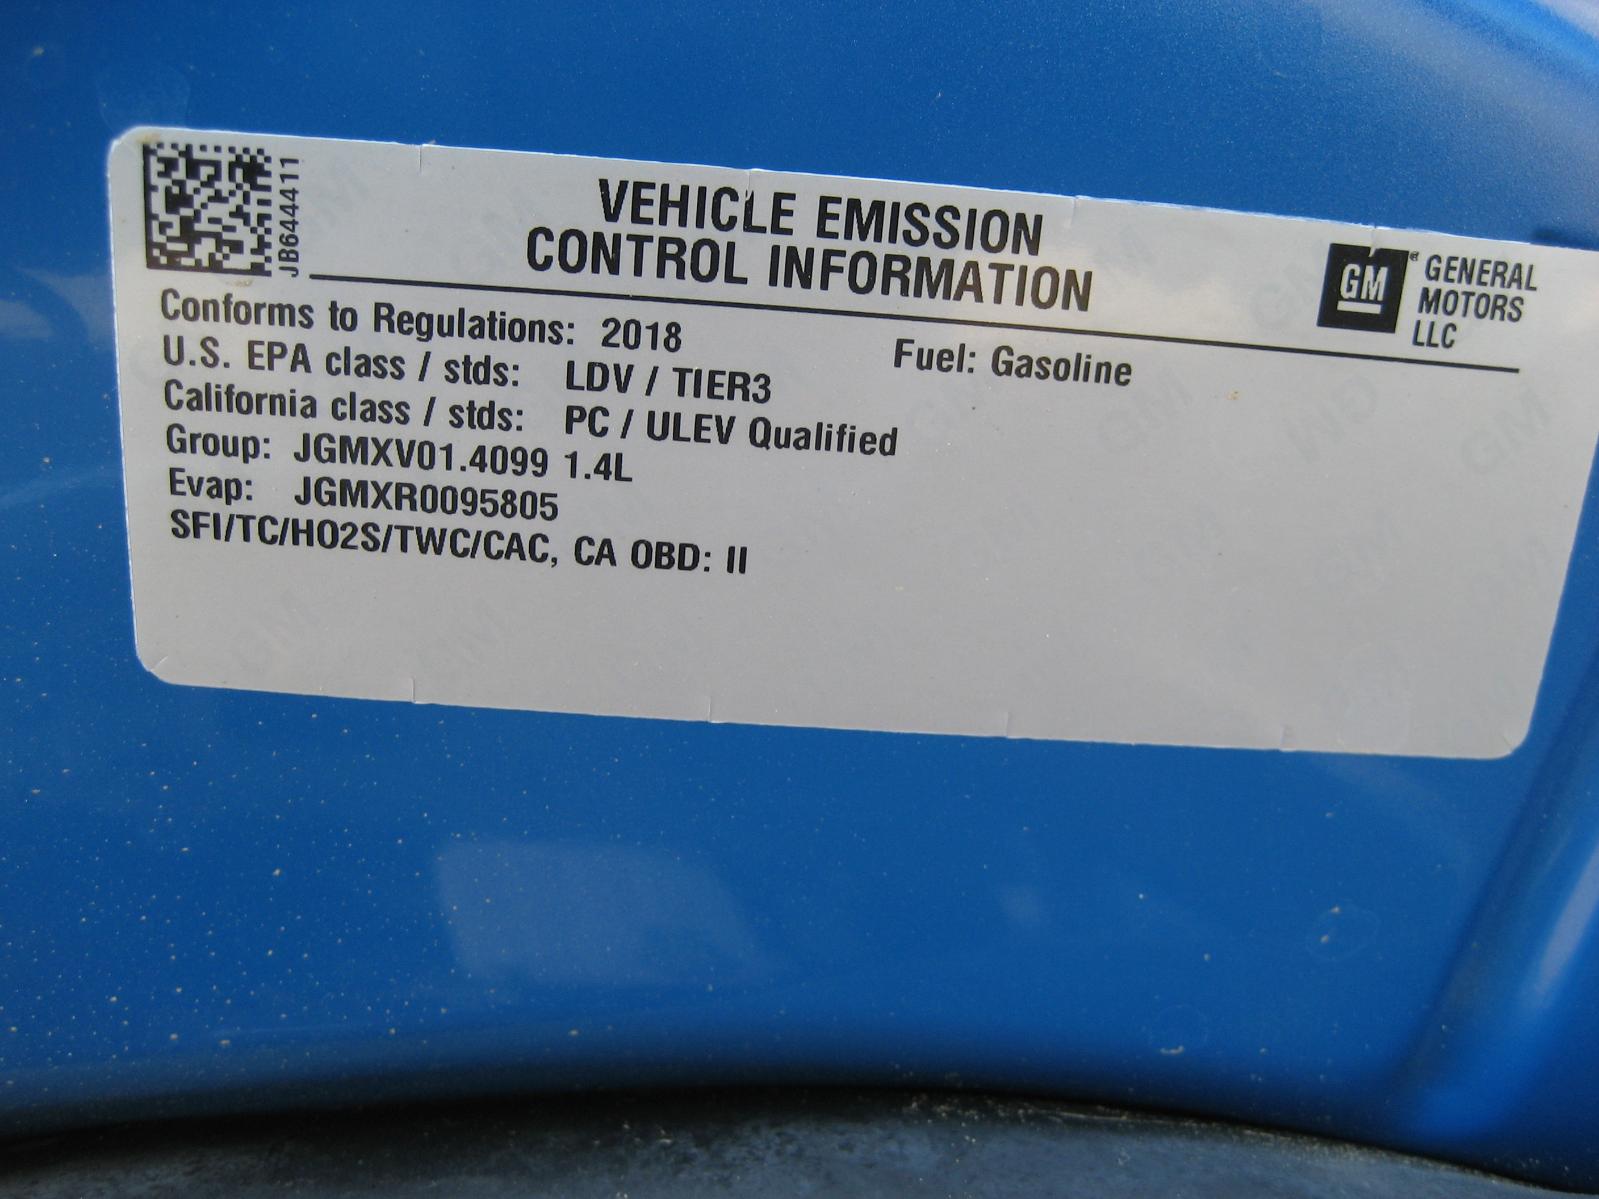 JB644411
VEHICLE EMISSION
CONTROL INFORMATION
GM
GENERAL
MOTORS
LLC
Conforms to Regulations: 2018
Fuel: Gasoline
U.S. EPA class / stds: LDV / TIER3
California class / stds: PC / ULEV Qualified
Group: JGMXV01.4099 1.4L
Evap: JGMXR0095805
SFI/TC/HO2S/TWC/CAC, CA OBD: II